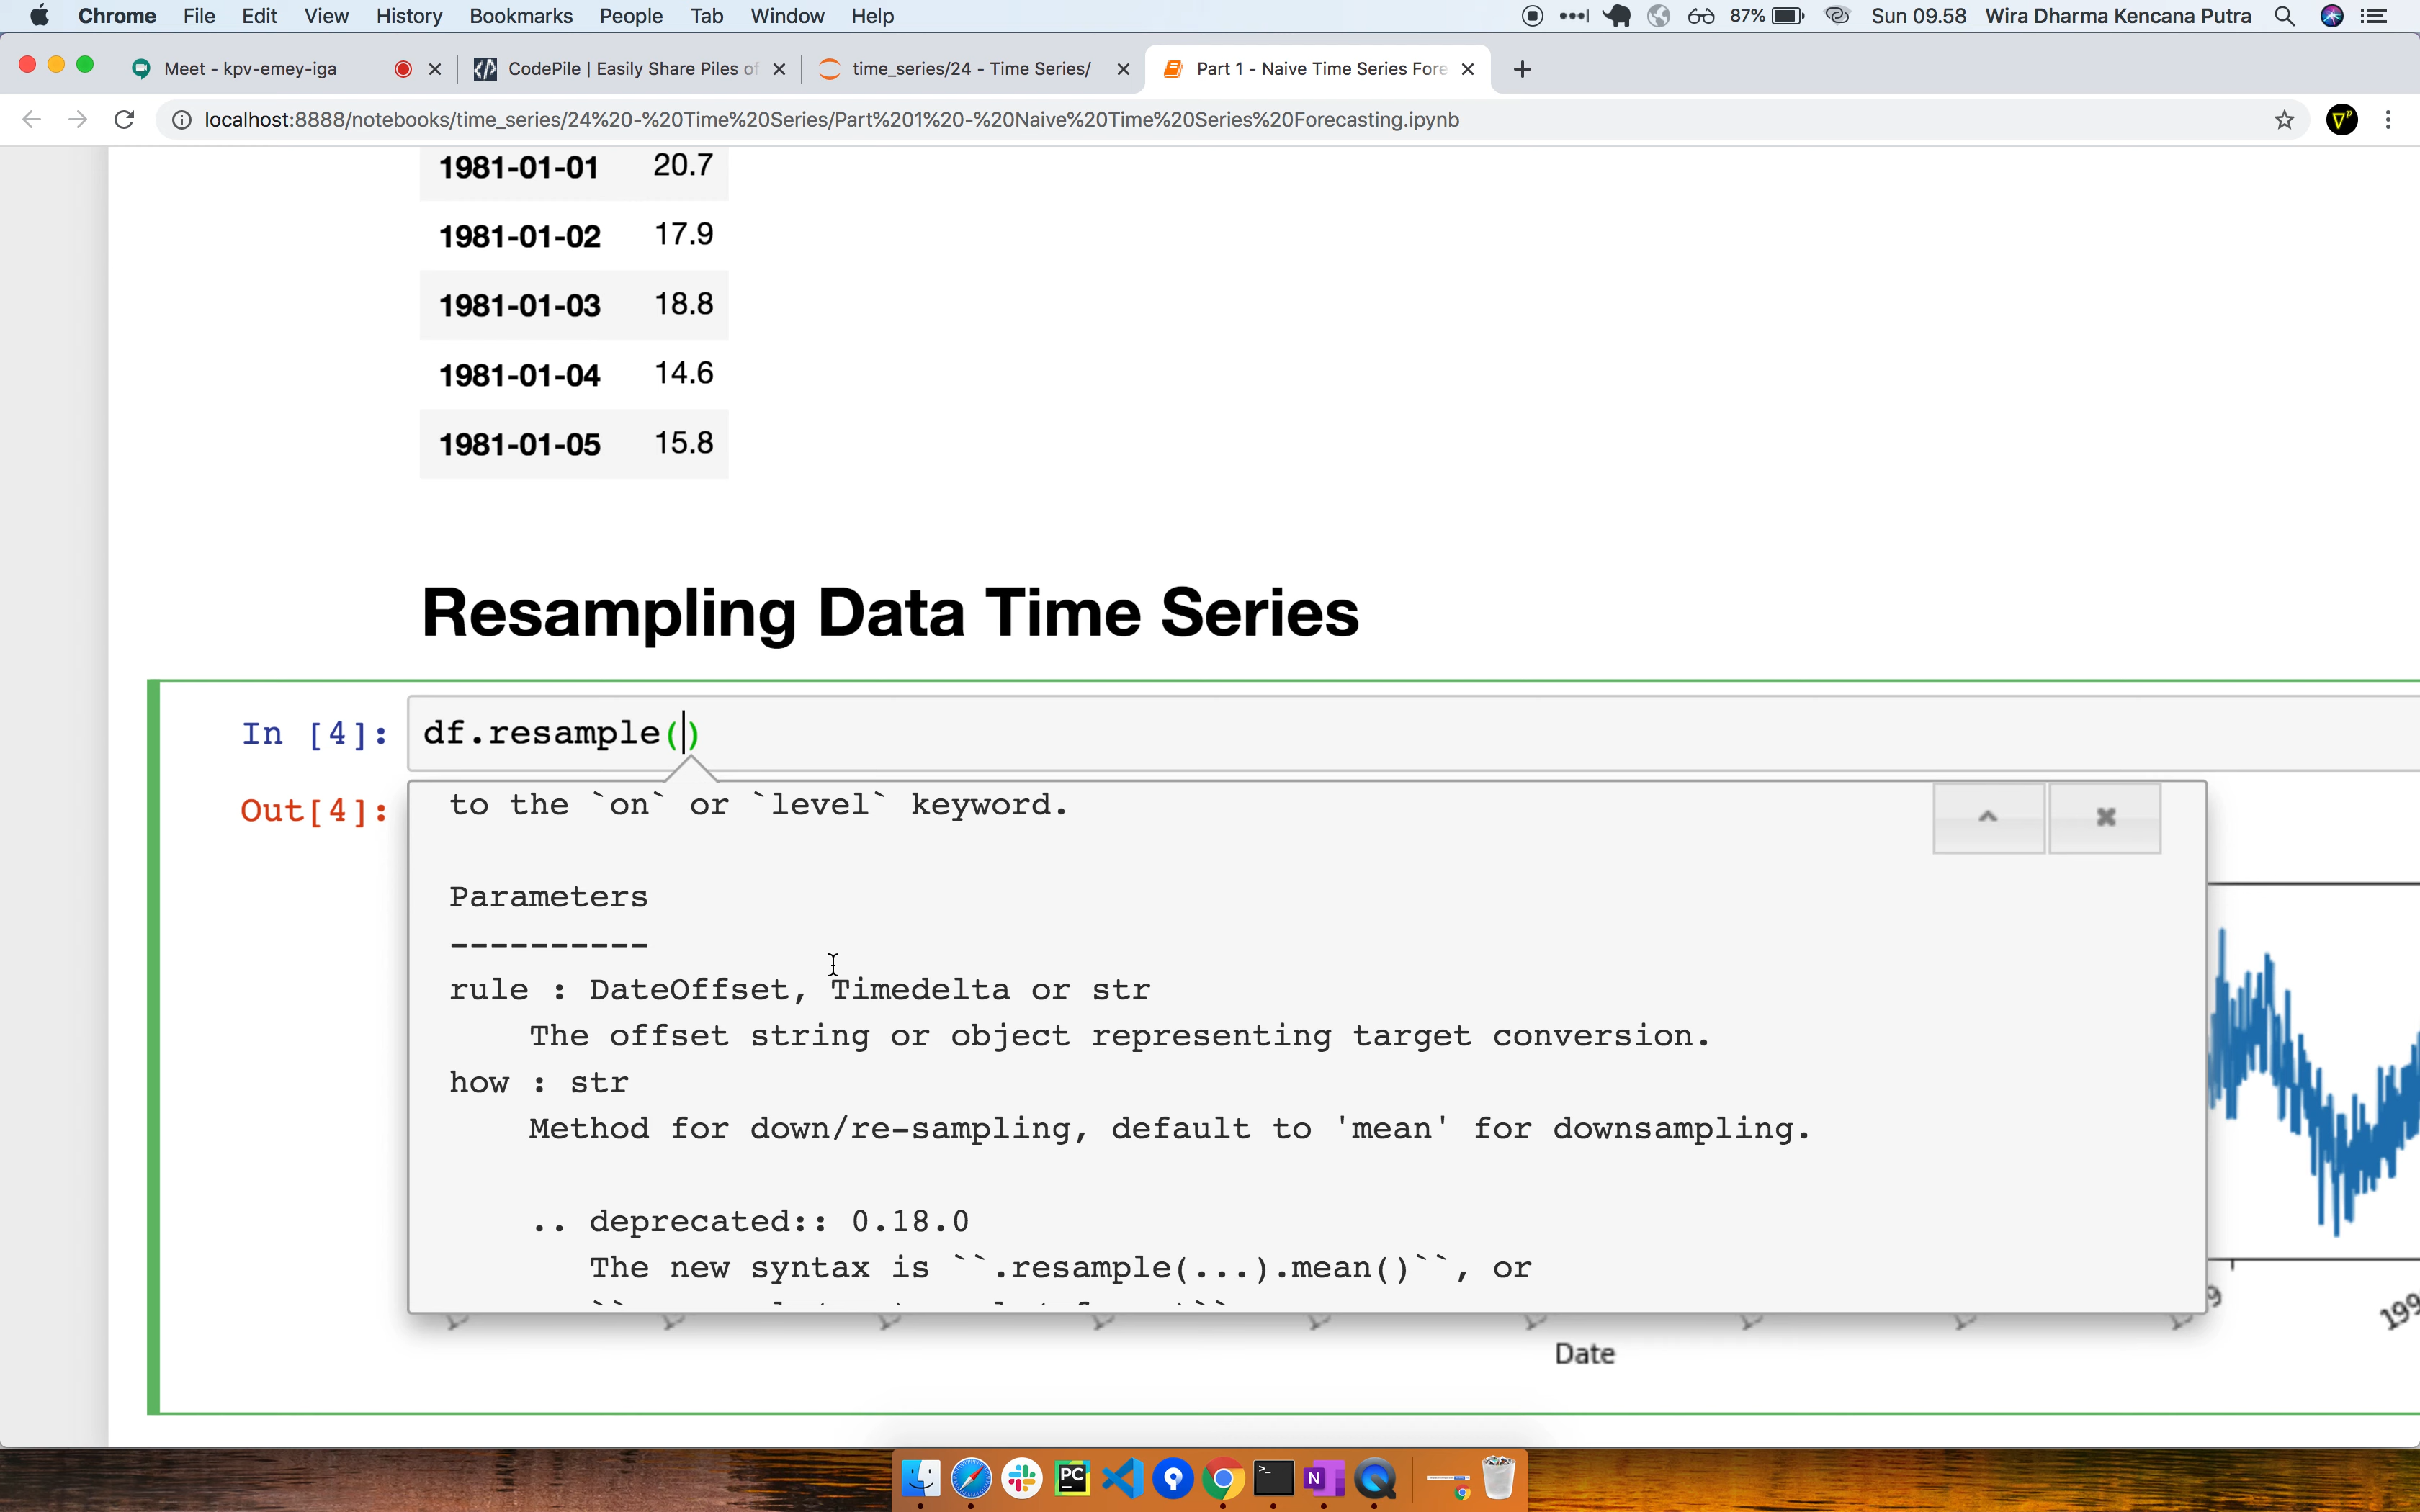 Chrome File Edit View History Bookmarks People Tab Window Help 87% Sun 09.58 Wira Dharma Kencana Putra
Meet - kpv-emey-iga CodePile | Easily Share Piles of time_series/24 - Time Series/ Part 1 - Naive Time Series Fore
localhost:8888/notebooks/time_series/24%20-%20Time%20Series/Part%201%20-%20Naive%20Time%20Series%20Forecasting.ipynb
1981-01-01 20.7
1981-01-02 17.9
1981-01-03 18.8
1981-01-04 14.6
1981-01-05 15.8
Resampling Data Time Series
In [4]: df.resample()
Out[4]:
to the `on` or `level` keyword.
Parameters
----------
rule : DateOffset, Timedelta or str
The offset string or object representing target conversion.
how : str
Method for down/re-sampling, default to 'mean' for downsampling.
.. deprecated:: 0.18.0
The new syntax is ``.resample(...).mean()``, or
Date